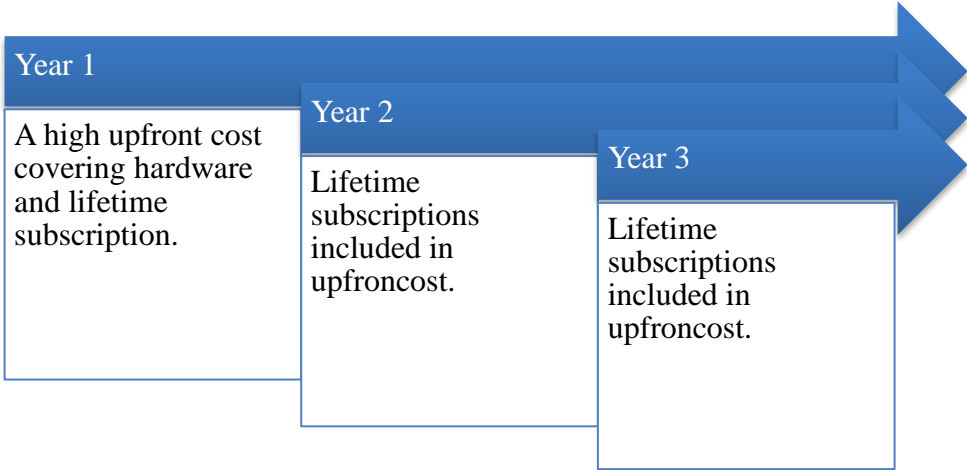 Year 1
A high upfront cost
covering hardware
and lifetime
subscription.
Year 2
Lifetime
subscriptions
included in
upfroncost.
Year 3
Lifetime
subscriptions
included in
upfroncost.